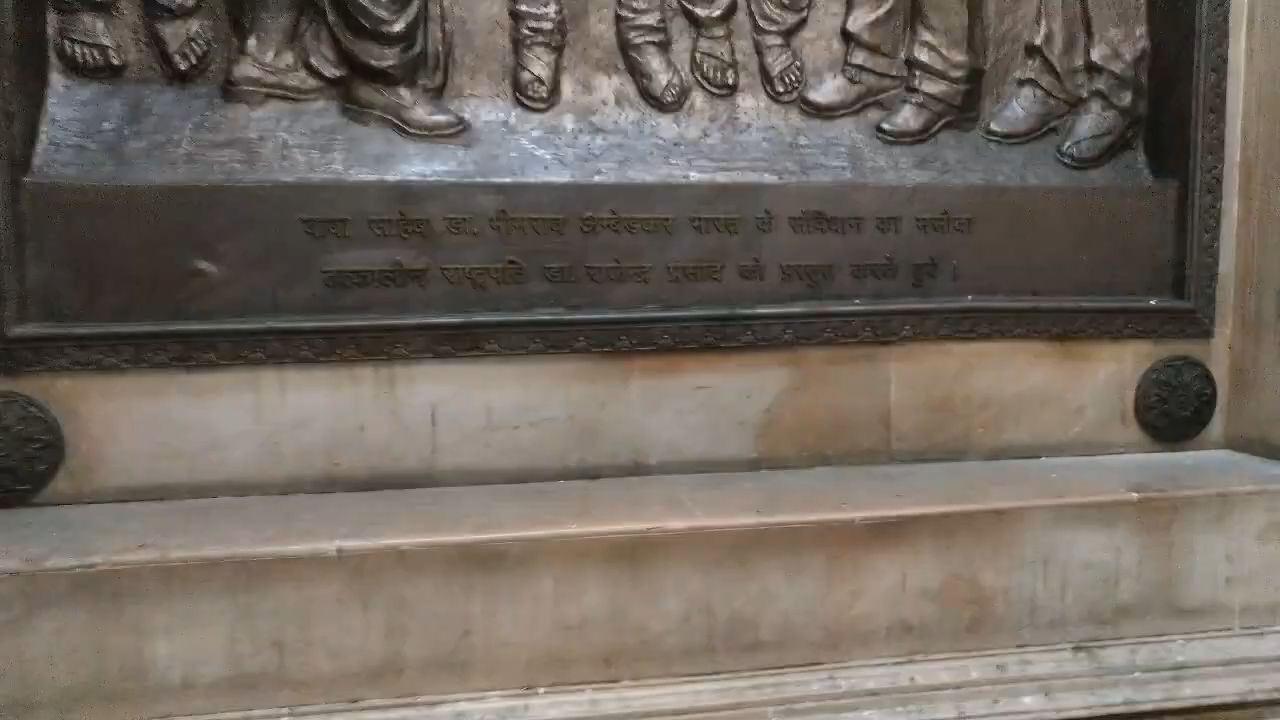 बाबा साहेब डा. भीमराव अम्बेडकर भारत के संविधान का मसौदा
तत्कालीन राष्ट्रपति डा. राजेन्द्र प्रसाद को प्रस्तुत करते हुये ।